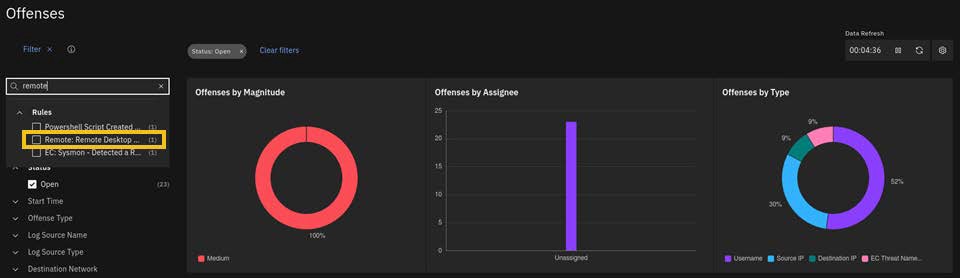 Offenses
Data Refresh
Filter ×
Status: Open ×
Clear filters
00:04:36
remote
×
Rules
Powershell Script Created ... (1)
Remote: Remote Desktop ... (1)
EC: Sysmon - Detected a R... (1)
Status
Open (23)
Start Time
Offense Type
Log Source Name
Log Source Type
Destination Network
Offenses by Magnitude
100%
Medium
Offenses by Assignee
25
20
15
10
5
0
Unassigned
Offenses by Type
9%
9%
52%
30%
Username Source IP Destination IP EC Threat Name...